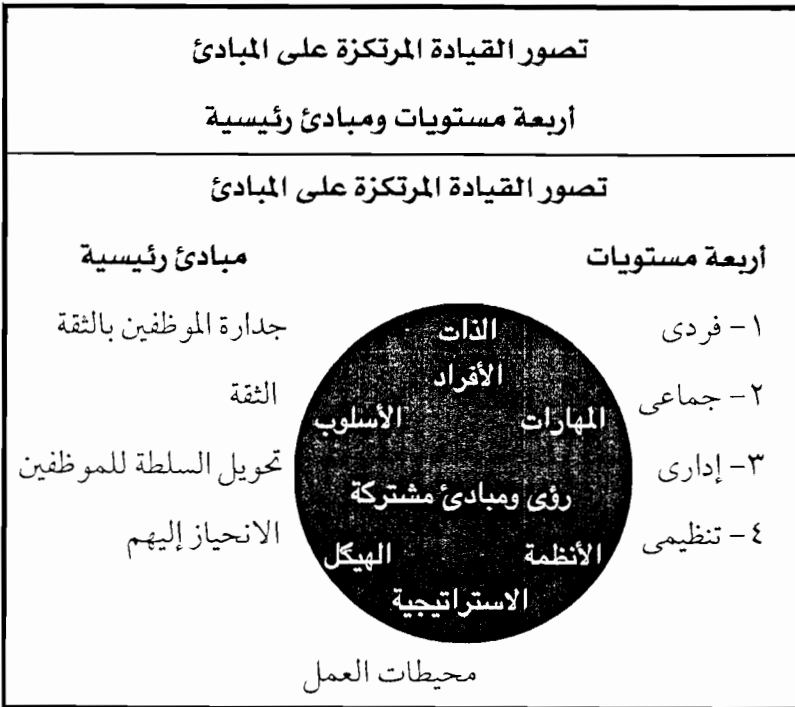 تصور القيادة المرتكزة على المبادئ
أربعة مستويات ومبادئ رئيسية
تصور القيادة المرتكزة على المبادئ
أربعة مستويات
مبادئ رئيسية
١- فردى
جدارة الموظفين بالثقة
٢- جماعى
الثقة
٣- إدارى
تحويل السلطة للموظفين
٤- تنظيمى
الانحياز إليهم
الذات
الأفراد
المهارات
الأسلوب
رؤى ومبادئ مشتركة
الأنظمة
الهيكل
الاستراتيجية
محيطات العمل